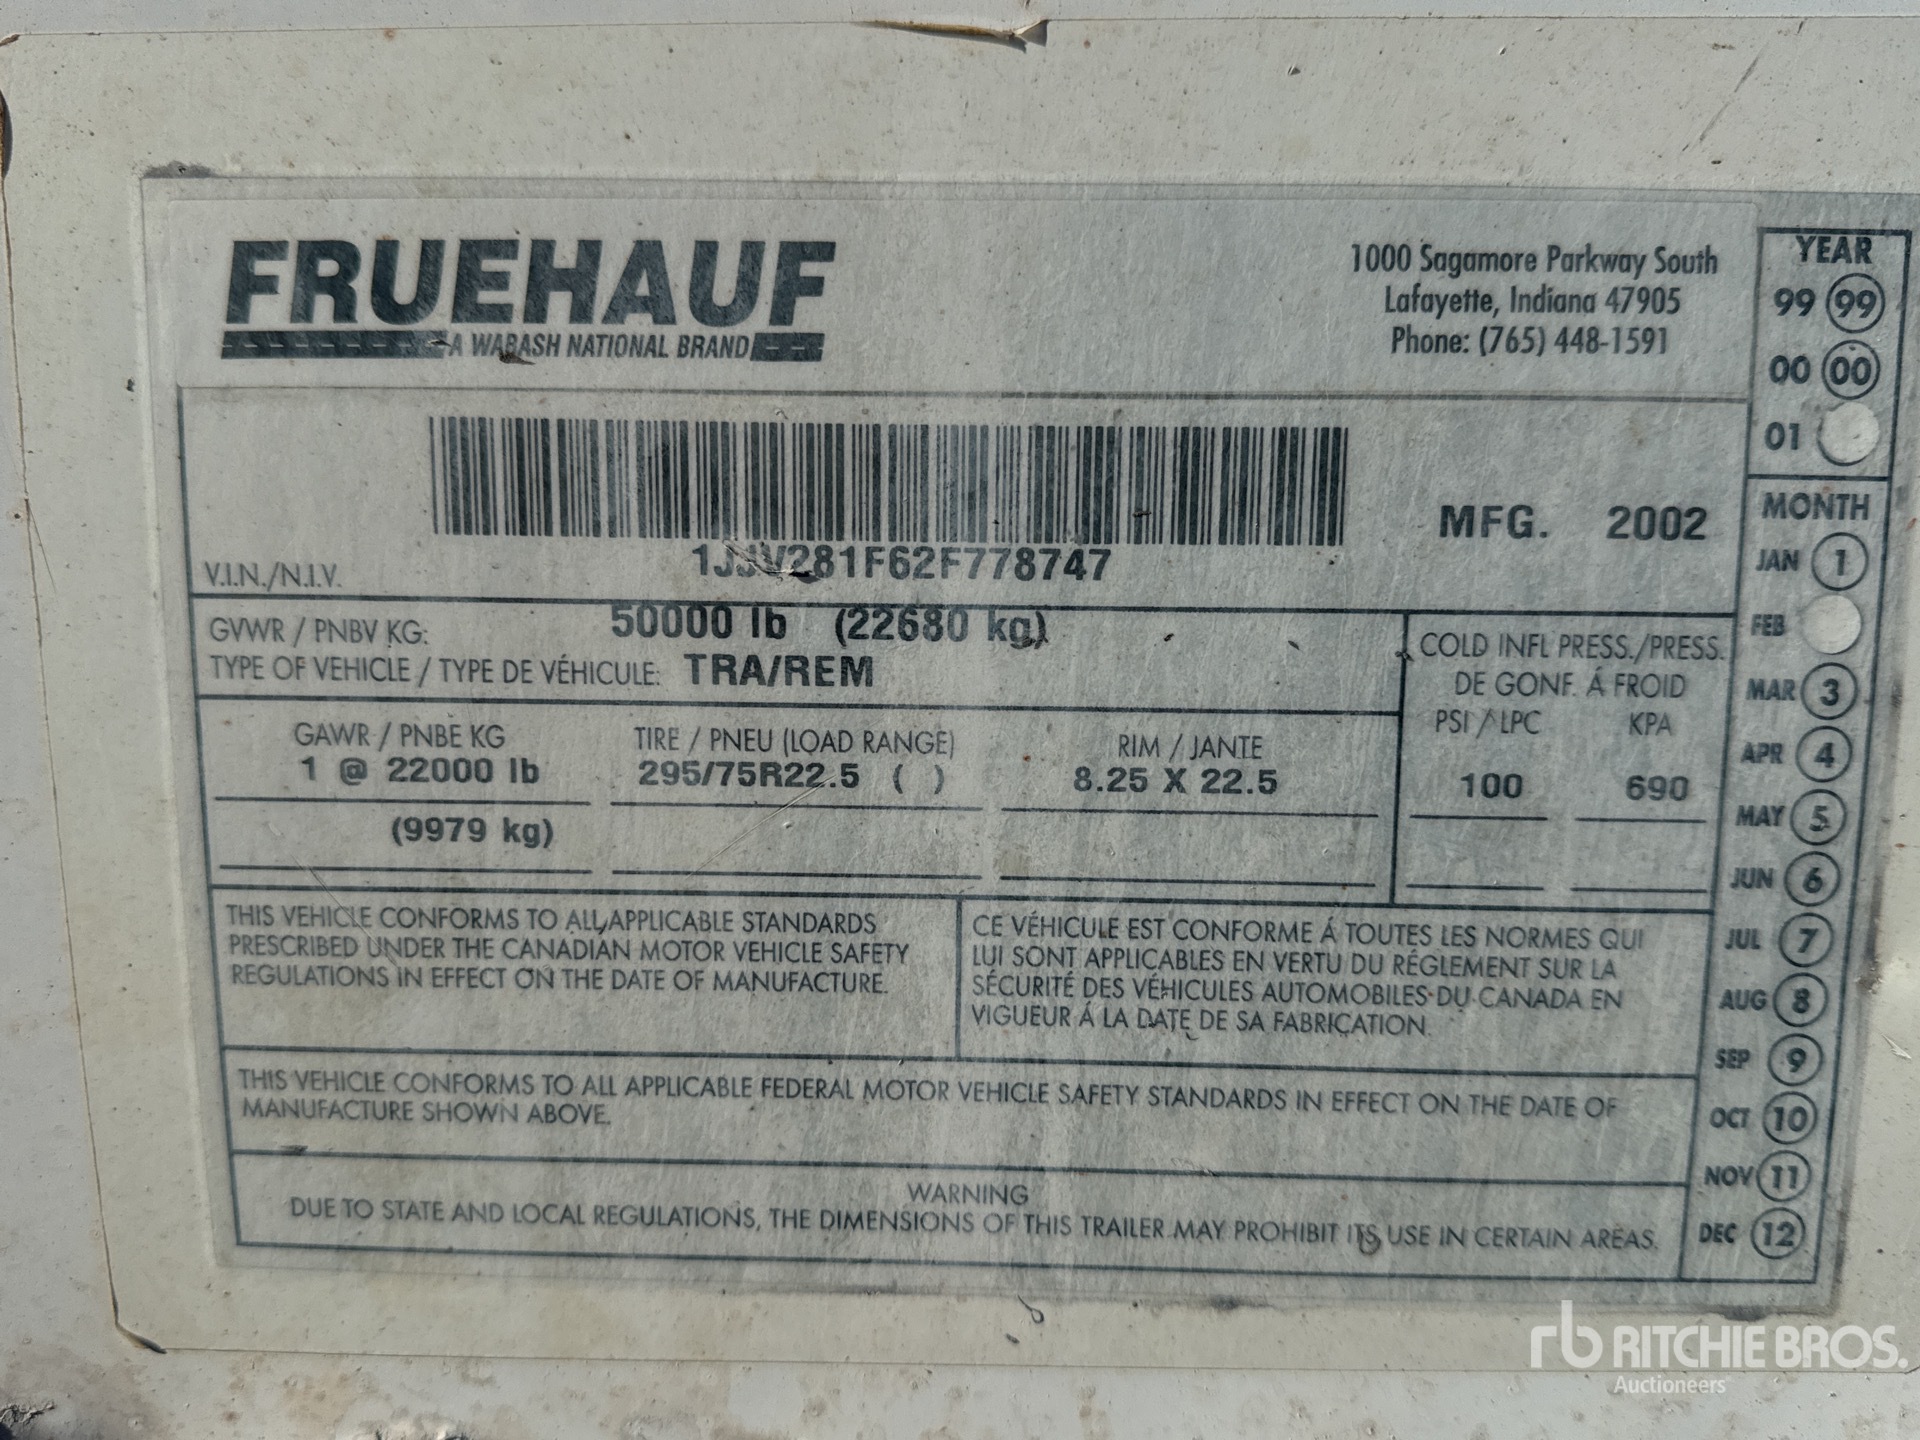 FRUEHAUF
A WABASH NATIONAL BRAND
1000 Sagamore Parkway South
Lafayette, Indiana 47905
Phone: (765) 448-1591
V.I.N./N.I.V.
1JJV281F62F778747
MFG. 2002
GVWR / PNBV KG: 50000 lb (22680 kg)
TYPE OF VEHICLE / TYPE DE VÉHICULE: TRA/REM
GAWR / PNBE KG
1 @ 22000 lb
(9979 kg)
TIRE / PNEU (LOAD RANGE)
295/75R22.5 ( )
RIM / JANTE
8.25 X 22.5
COLD INFL PRESS./PRESS.
DE GONF. Á FROID
PSI / LPC KPA
100 690
THIS VEHICLE CONFORMS TO ALL APPLICABLE STANDARDS
PRESCRIBED UNDER THE CANADIAN MOTOR VEHICLE SAFETY
REGULATIONS IN EFFECT ON THE DATE OF MANUFACTURE.
CE VÉHICULE EST CONFORME Á TOUTES LES NORMES QUI
LUI SONT APPLICABLES EN VERTU DU RÉGLEMENT SUR LA
SÉCURITÉ DES VÉHICULES AUTOMOBILES DU CANADA EN
VIGUEUR Á LA DATE DE SA FABRICATION.
THIS VEHICLE CONFORMS TO ALL APPLICABLE FEDERAL MOTOR VEHICLE SAFETY STANDARDS IN EFFECT ON THE DATE OF
MANUFACTURE SHOWN ABOVE.
WARNING
DUE TO STATE AND LOCAL REGULATIONS, THE DIMENSIONS OF THIS TRAILER MAY PROHIBIT ITS USE IN CERTAIN AREAS.
YEAR
99 99
00 00
01
MONTH
JAN 1
FEB
MAR 3
APR 4
MAY 5
JUN 6
JUL 7
AUG 8
SEP 9
OCT 10
NOV 11
DEC 12
rb RITCHIE BROS.
Auctioneers